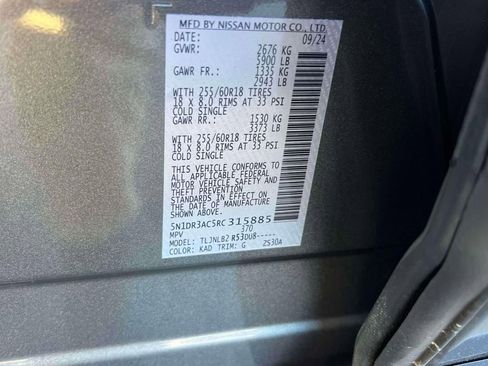 MFD BY NISSAN MOTOR CO., LTD.
DATE: 09/24
GVWR: 2676 KG
5900 LB
GAWR FR.: 1335 KG
2943 LB
WITH 255/60R18 TIRES
18 X 8.0 RIMS AT 33 PSI
COLD SINGLE
GAWR RR.: 1530 KG
3373 LB
WITH 255/60R18 TIRES
18 X 8.0 RIMS AT 33 PSI
COLD SINGLE
THIS VEHICLE CONFORMS TO
ALL APPLICABLE FEDERAL
MOTOR VEHICLE SAFETY AND
THEFT PREVENTION
STANDARDS IN EFFECT ON
THE DATE OF MANUFACTURE
SHOWN ABOVE.
5N1DR3AC5RC315885
MPV 370
MODEL: TLJNLB2 R53DU8-----
COLOR: KAD TRIM: G ZS30A